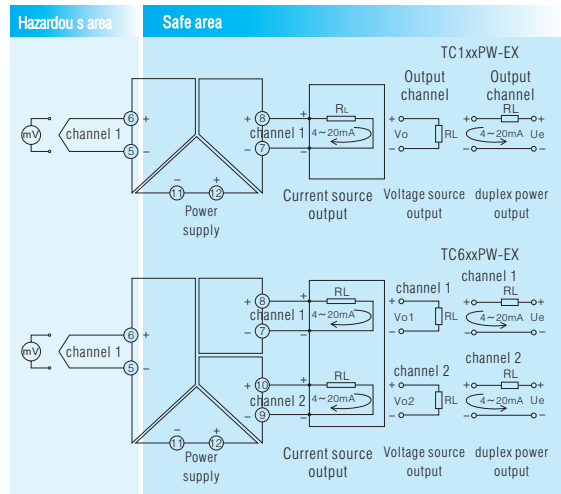 Hazardou s area
Safe area
TC1xxPW-EX
Output channel
Output channel
mV
channel 1
6 +
5 −
+ 8
channel 1
− 7
− +
11 12
Power supply
+
RL
4~20mA
−
Current source output
+
Vo
RL
−
Voltage source output
RL
+ +
4~20mA Ue
− −
duplex power output
TC6xxPW-EX
mV
channel 1
6 +
5 −
+ 8
channel 1
− 7
+ 10
channel 2
− 9
− +
11 12
Power supply
+
RL
4~20mA
−
+
RL
4~20mA
−
Current source output
channel 1
+
Vo1
RL
−
channel 2
+
Vo2
RL
−
Voltage source output
channel 1
RL
+ +
4~20mA Ue
− −
channel 2
RL
+ +
4~20mA Ue
− −
duplex power output